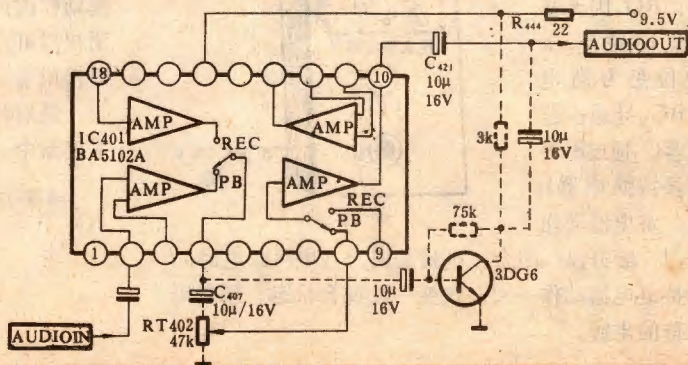 R444 22 9.5V
AUDIOOUT
18 10
C421
10μ
16V
3k
10μ
16V
IC401
BA5102A
AMP
AMP
REC
PB
AMP
AMP
REC
PB
75k
1 9
3DG6
C407
10μ/16V
10μ
16V
AUDIOIN
RT402
47k